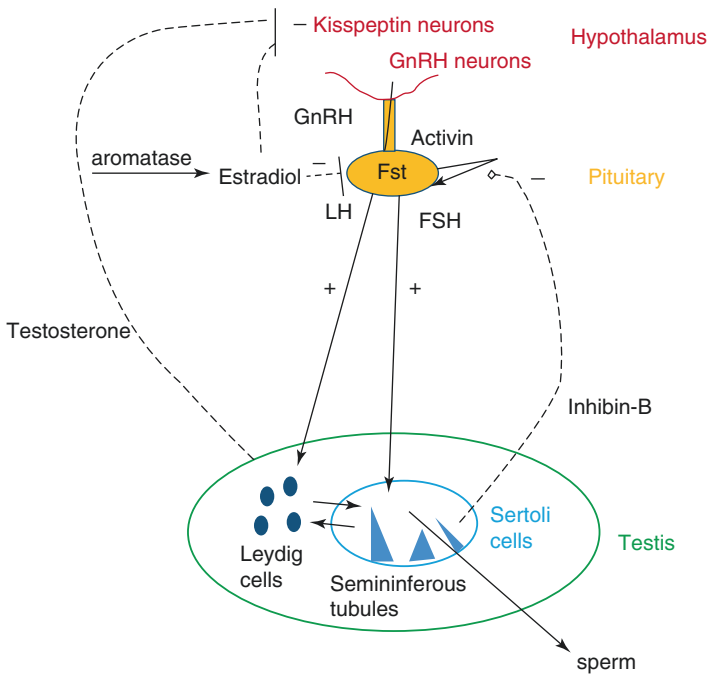 – Kisspeptin neurons
Hypothalamus
GnRH neurons
GnRH
Activin
aromatase
Estradiol
–
Fst
–
Pituitary
LH
FSH
+
+
Testosterone
Inhibin-B
Sertoli
cells
Testis
Leydig
cells
Semininferous
tubules
sperm